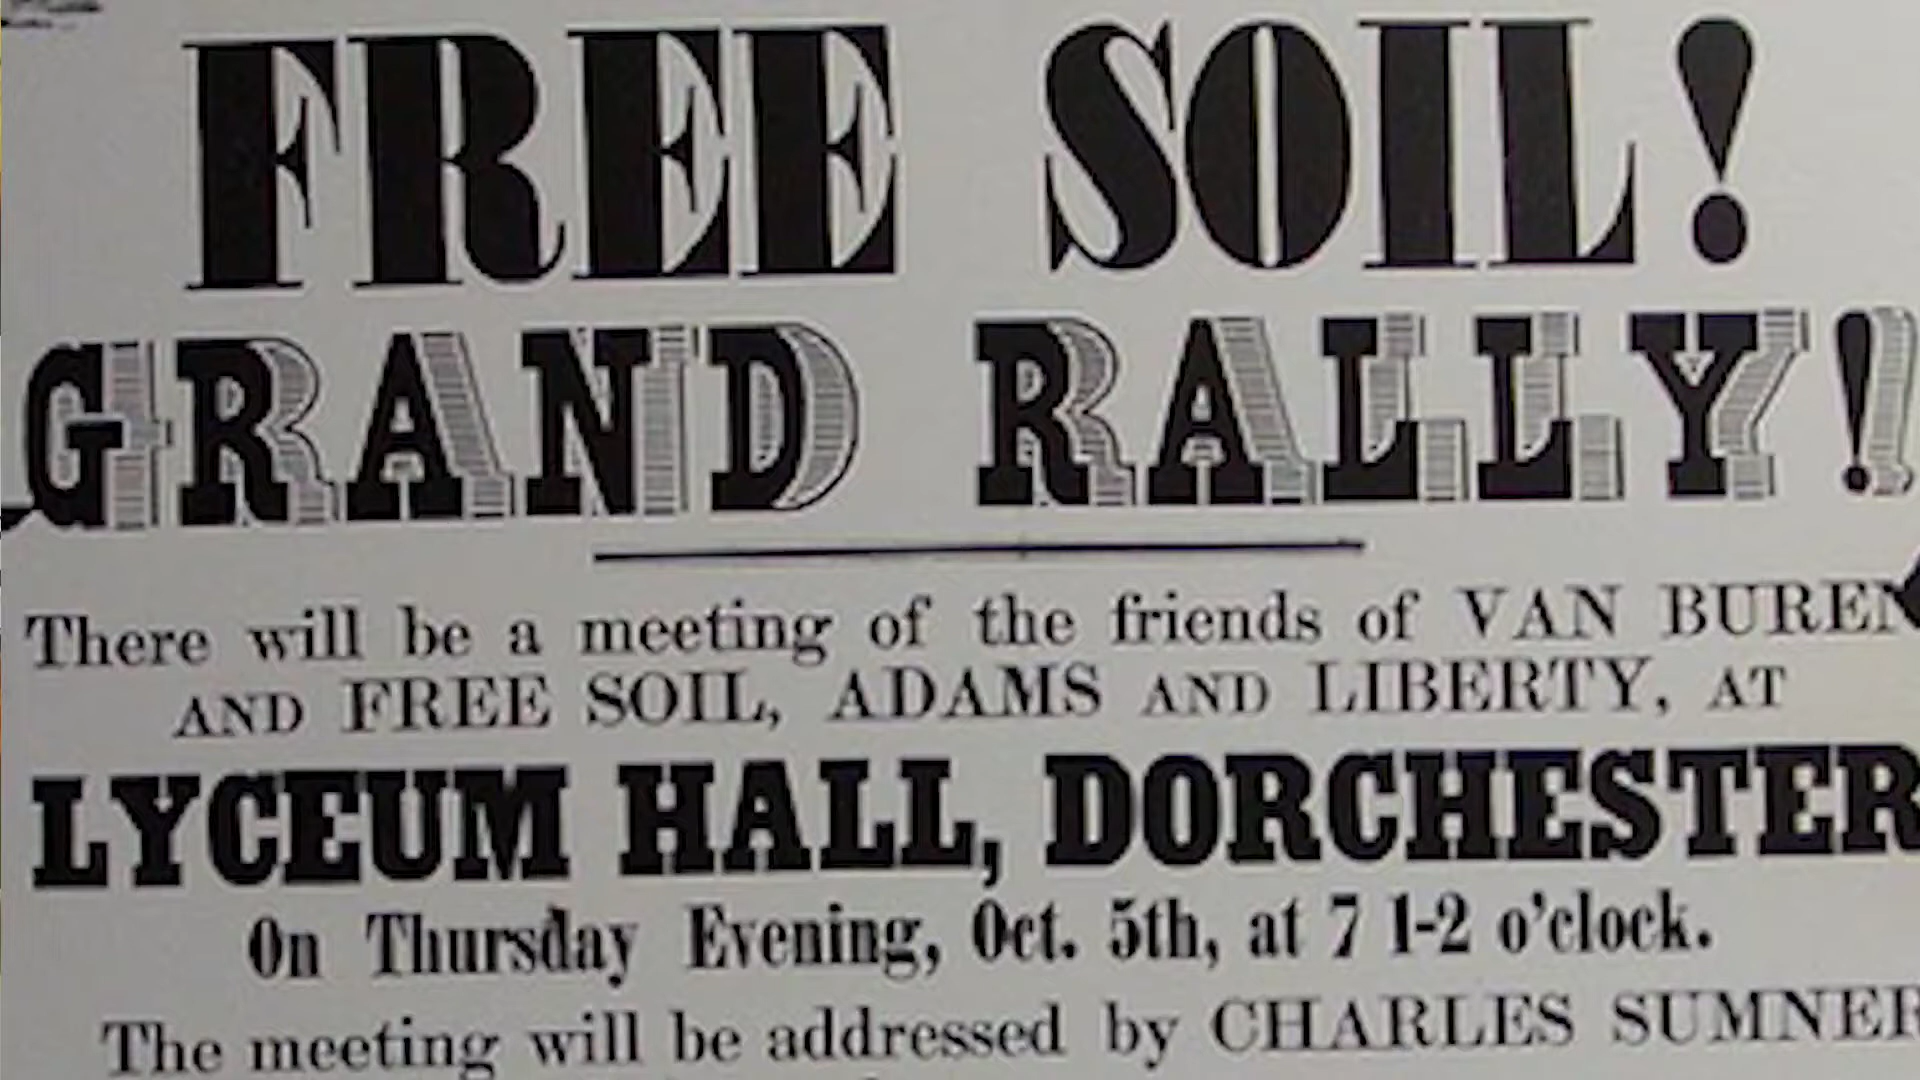 FREE SOIL!
GRAND RALLY!
There will be a meeting of the friends of VAN BUREN
AND FREE SOIL, ADAMS AND LIBERTY, AT
LYCEUM HALL, DORCHESTER
On Thursday Evening, Oct. 5th, at 7 1-2 o'clock.
The meeting will be addressed by CHARLES SUMNER